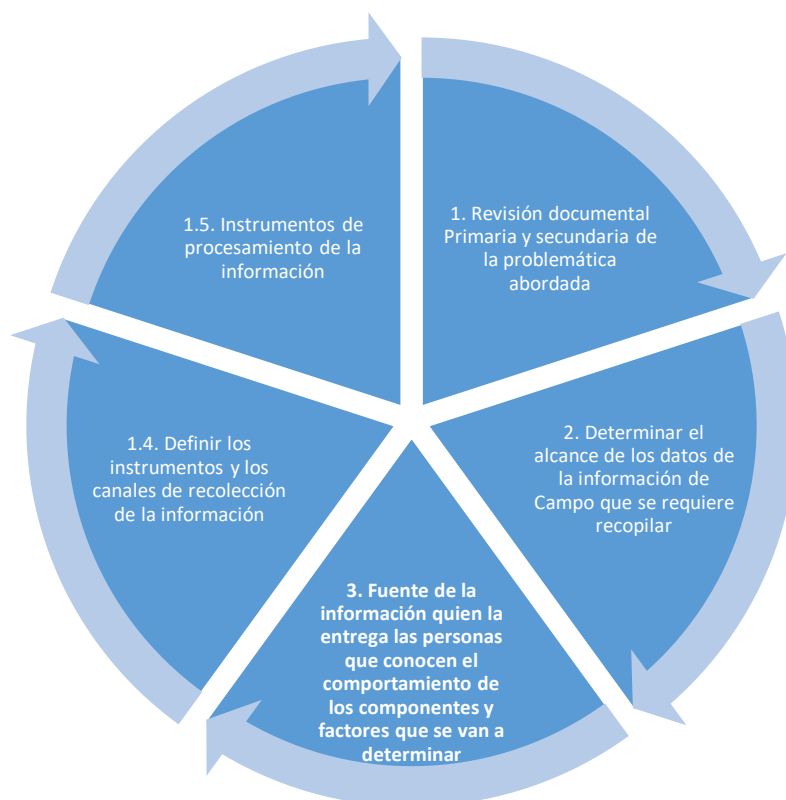 1. Revisión documental
Primaria y secundaria de
la problemática
abordada
2. Determinar el
alcance de los datos de
la información de
Campo que se requiere
recopilar
3. Fuente de la
información quien la
entrega las personas
que conocen el
comportamiento de
los componentes y
factores que se van a
determinar
1.4. Definir los
instrumentos y los
canales de recolección
de la información
1.5. Instrumentos de
procesamiento de la
información